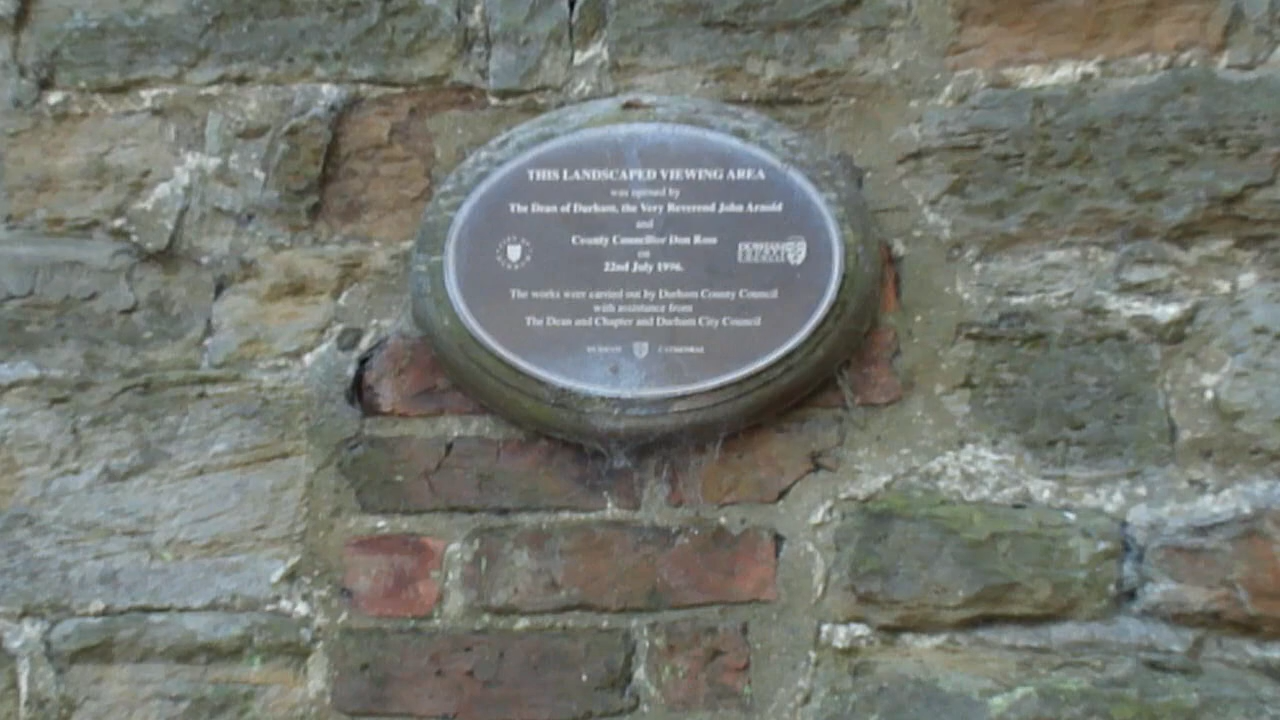 THIS LANDSCAPED VIEWING AREA
was opened by
The Dean of Durham, the Very Reverend John Arnold
and
County Councillor Don Ross
on
22nd July 1996.
The works were carried out by Durham County Council
with assistance from
The Dean and Chapter and Durham City Council
DURHAM CATHEDRAL